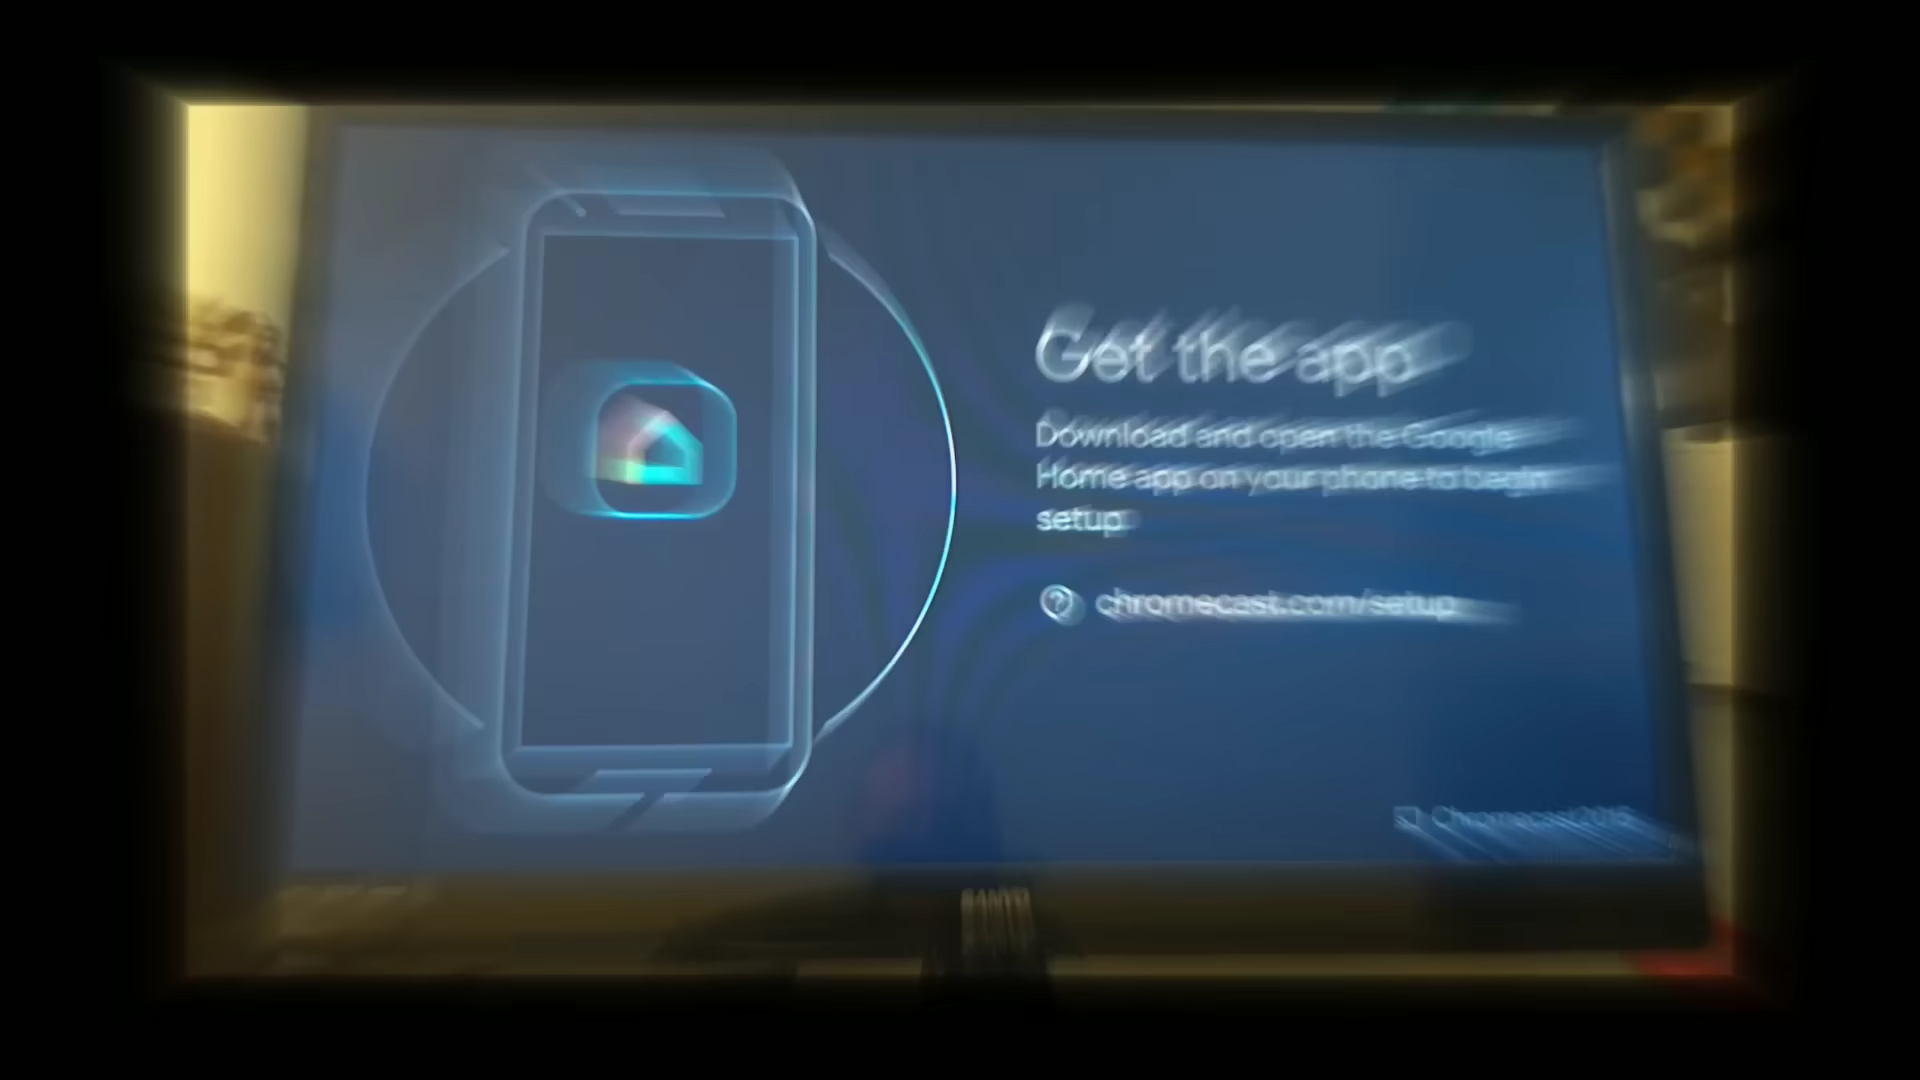 Get the app
Download and open the Google
Home app on your phone to begin
setup
chromecast.com/setup
SANYO